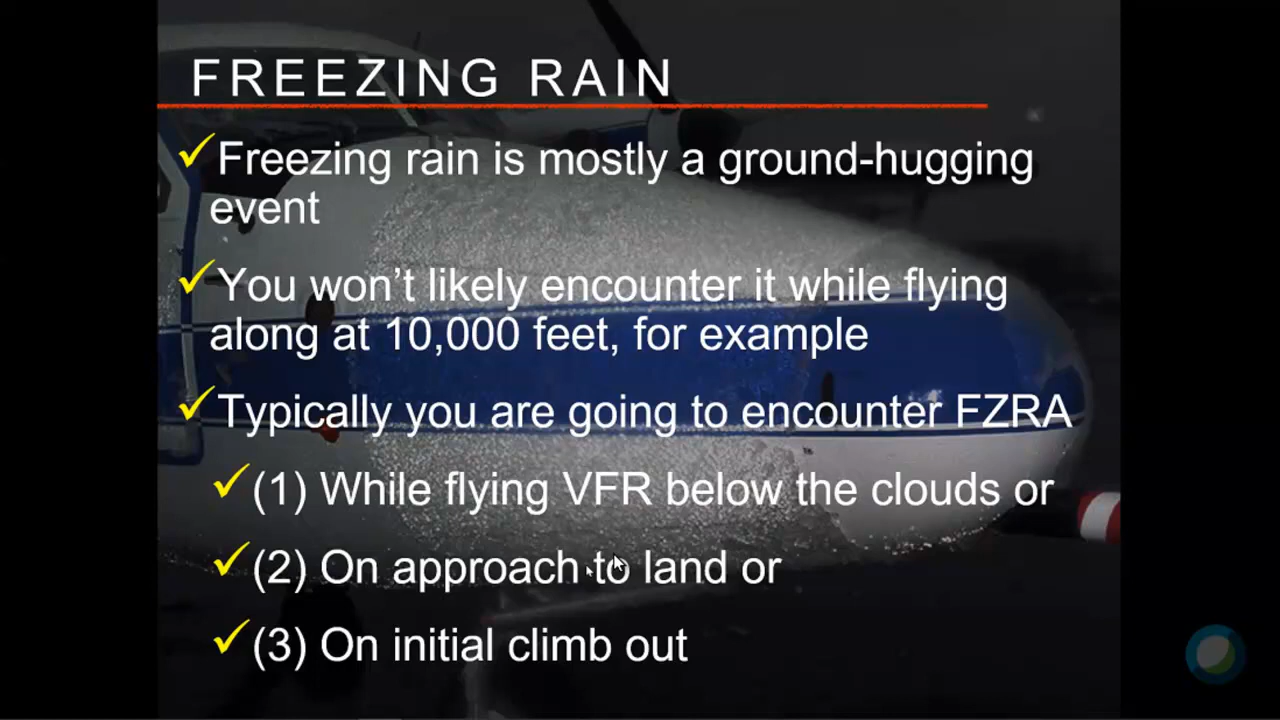 FREEZING RAIN
Freezing rain is mostly a ground-hugging
event
You won’t likely encounter it while flying
along at 10,000 feet, for example
Typically you are going to encounter FZRA
(1) While flying VFR below the clouds or
(2) On approach to land or
(3) On initial climb out